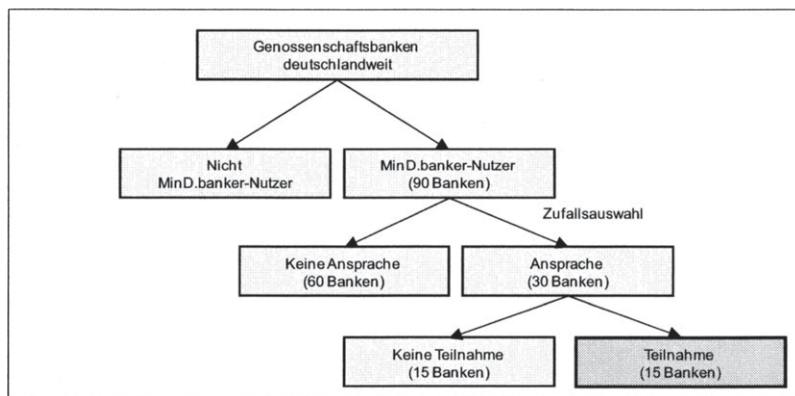 Genossenschaftsbanken
deutschlandweit
Nicht
MinD.banker-Nutzer
MinD.banker-Nutzer
(90 Banken)
Zufallsauswahl
Keine Ansprache
(60 Banken)
Ansprache
(30 Banken)
Keine Teilnahme
(15 Banken)
Teilnahme
(15 Banken)